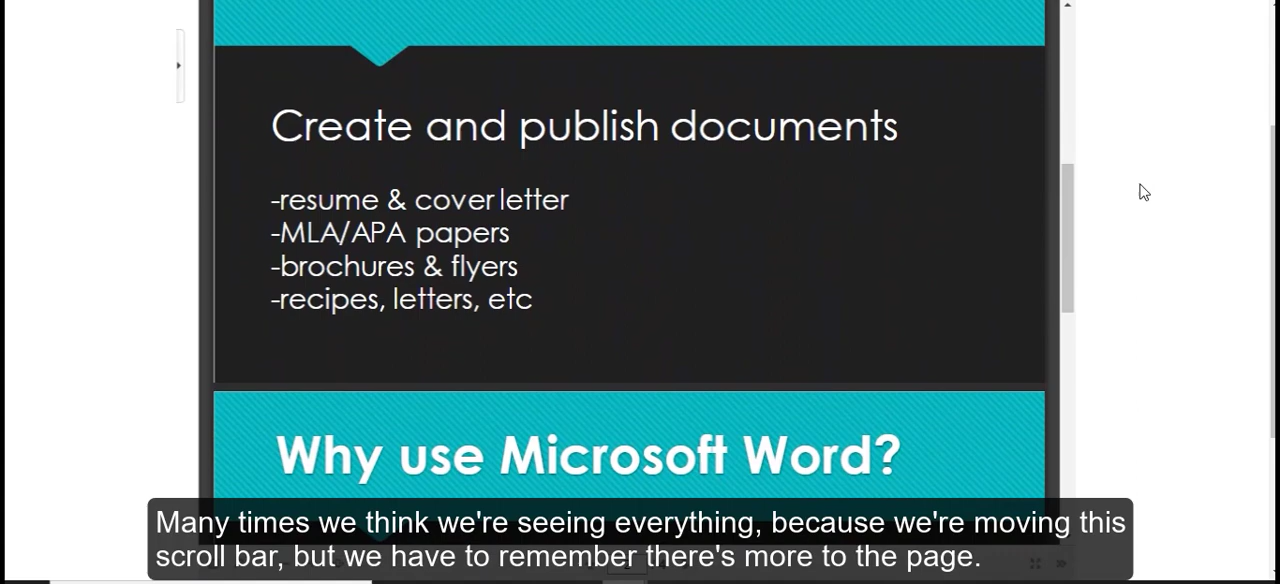 Create and publish documents
-resume & cover letter
-MLA/APA papers
-brochures & flyers
-recipes, letters, etc
Why use Microsoft Word?
Many times we think we're seeing everything, because we're moving this
scroll bar, but we have to remember there's more to the page.